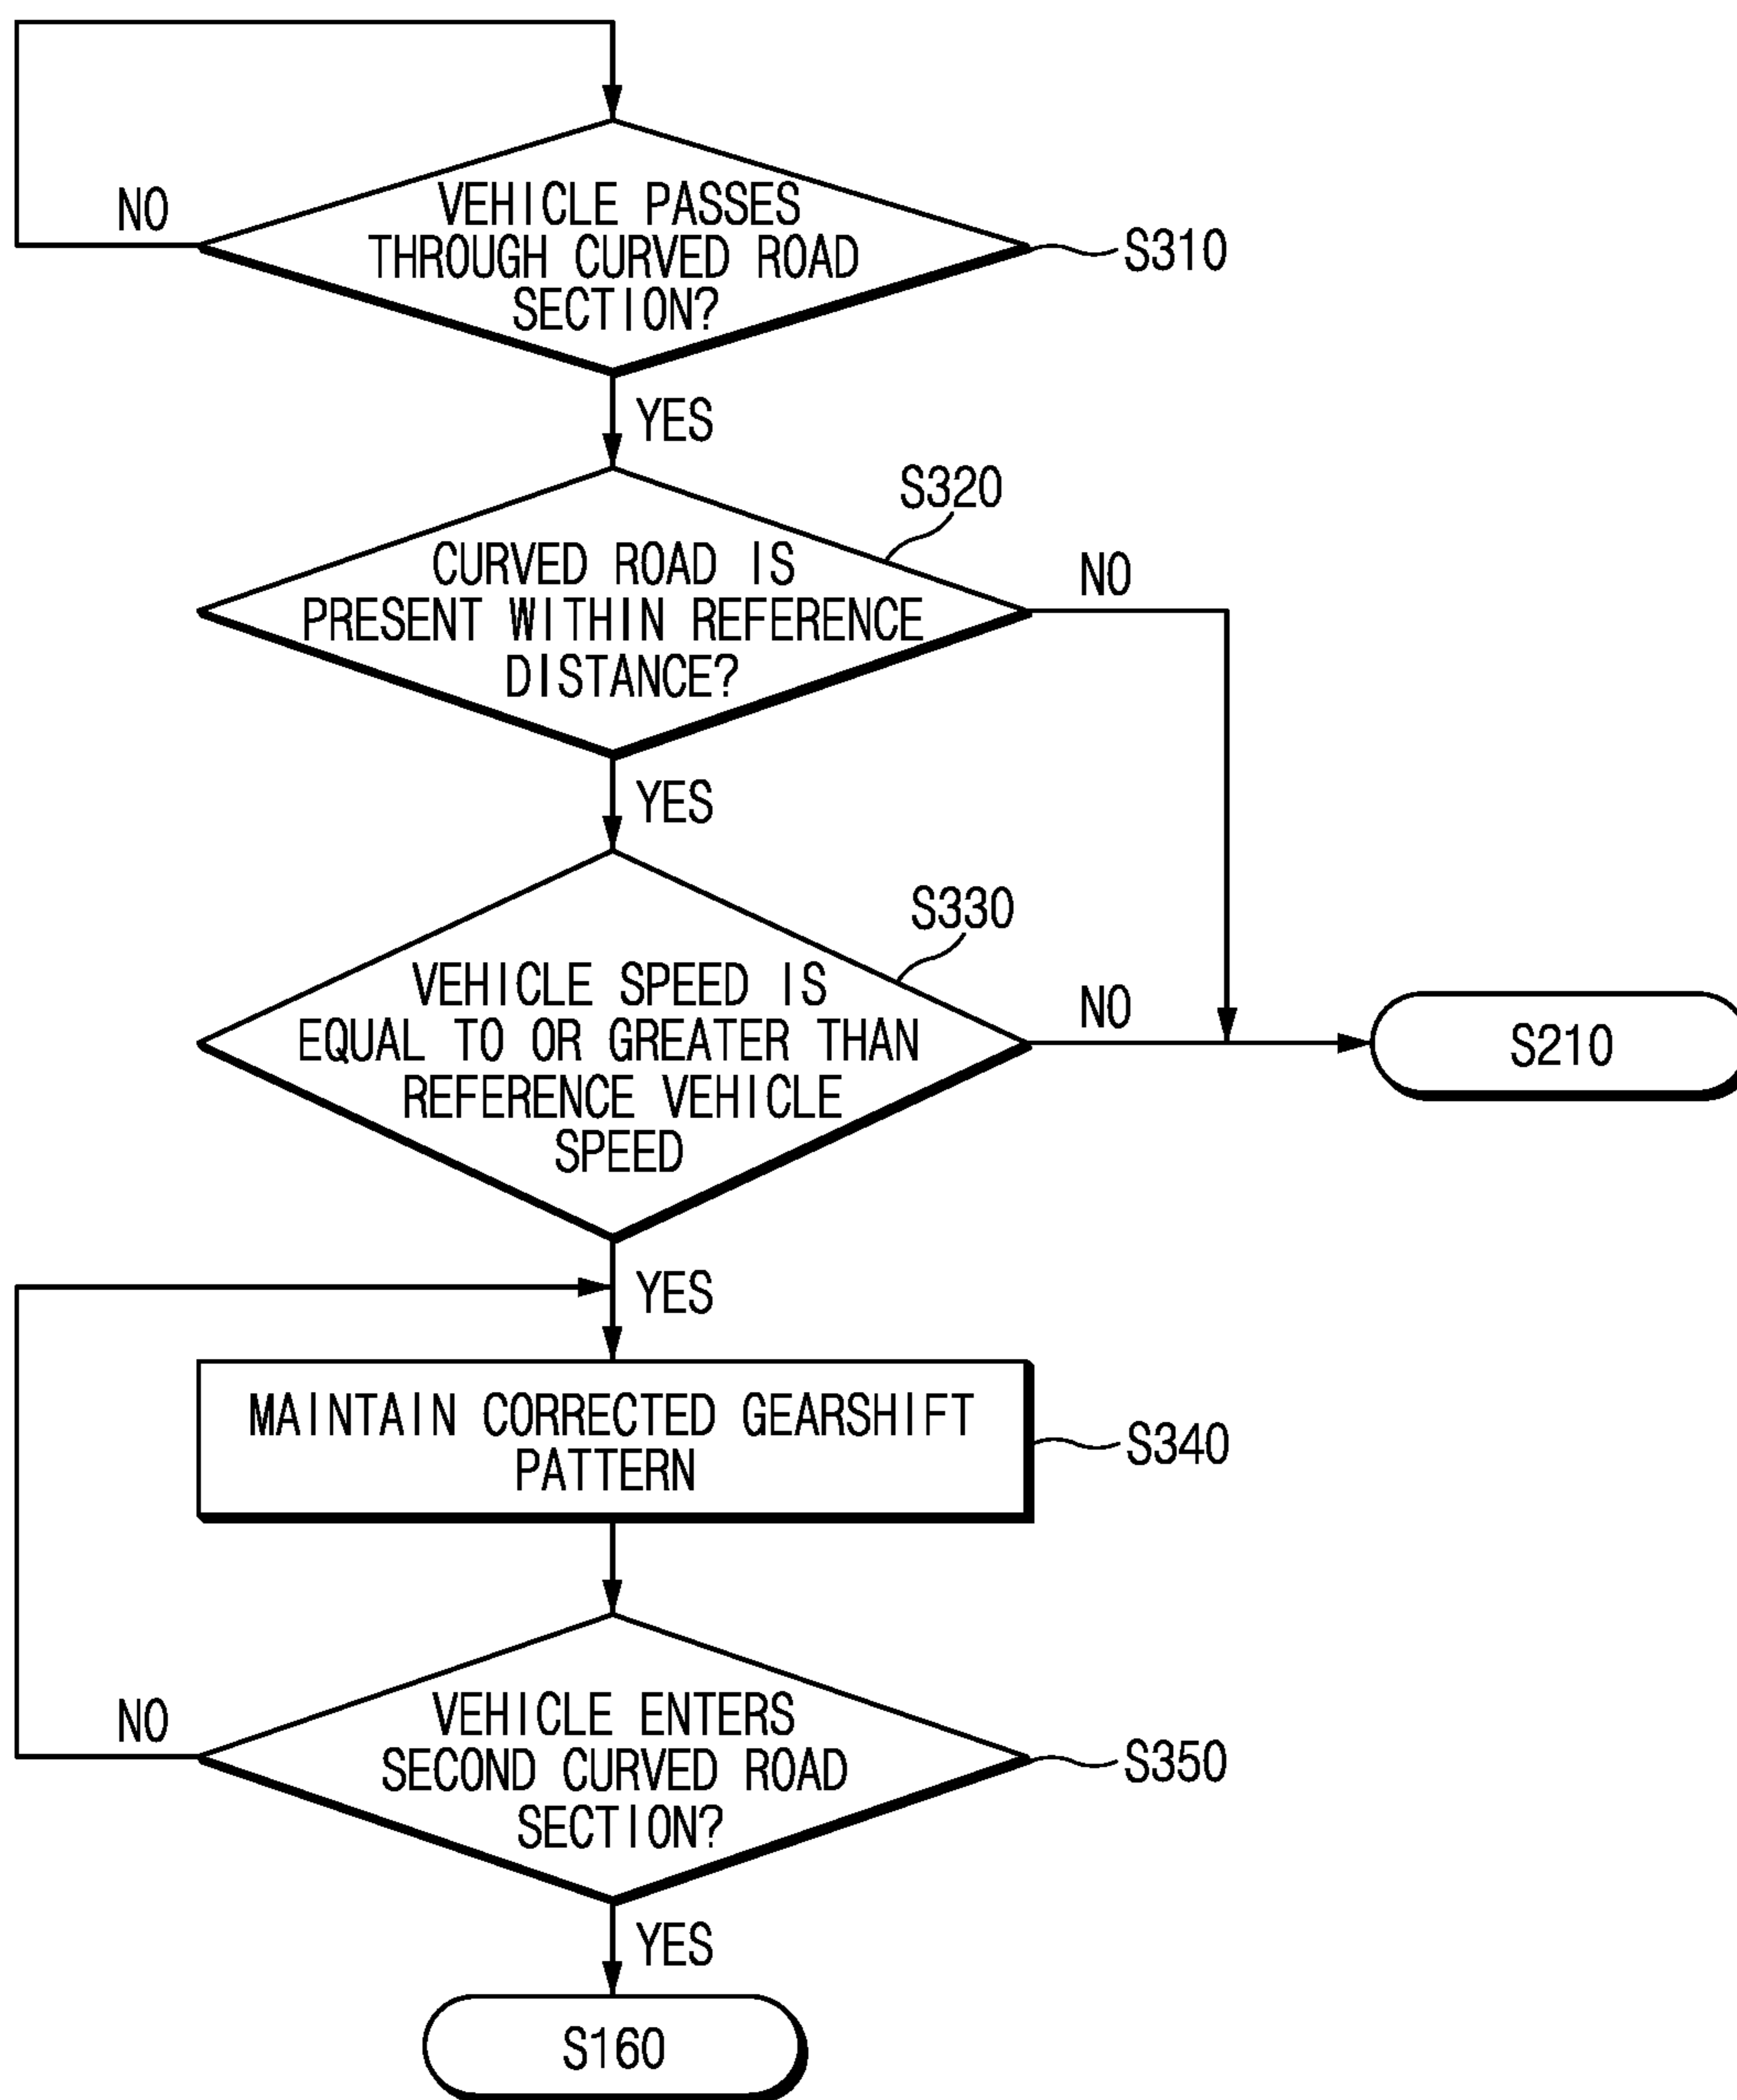 NO
VEHICLE PASSES
THROUGH CURVED ROAD
SECTION?
S310
YES
S320
CURVED ROAD IS
PRESENT WITHIN REFERENCE
DISTANCE?
NO
YES
S330
VEHICLE SPEED IS
EQUAL TO OR GREATER THAN
REFERENCE VEHICLE
SPEED
NO
S210
YES
MAINTAIN CORRECTED GEARSHIFT
PATTERN
S340
NO
VEHICLE ENTERS
SECOND CURVED ROAD
SECTION?
S350
YES
S160